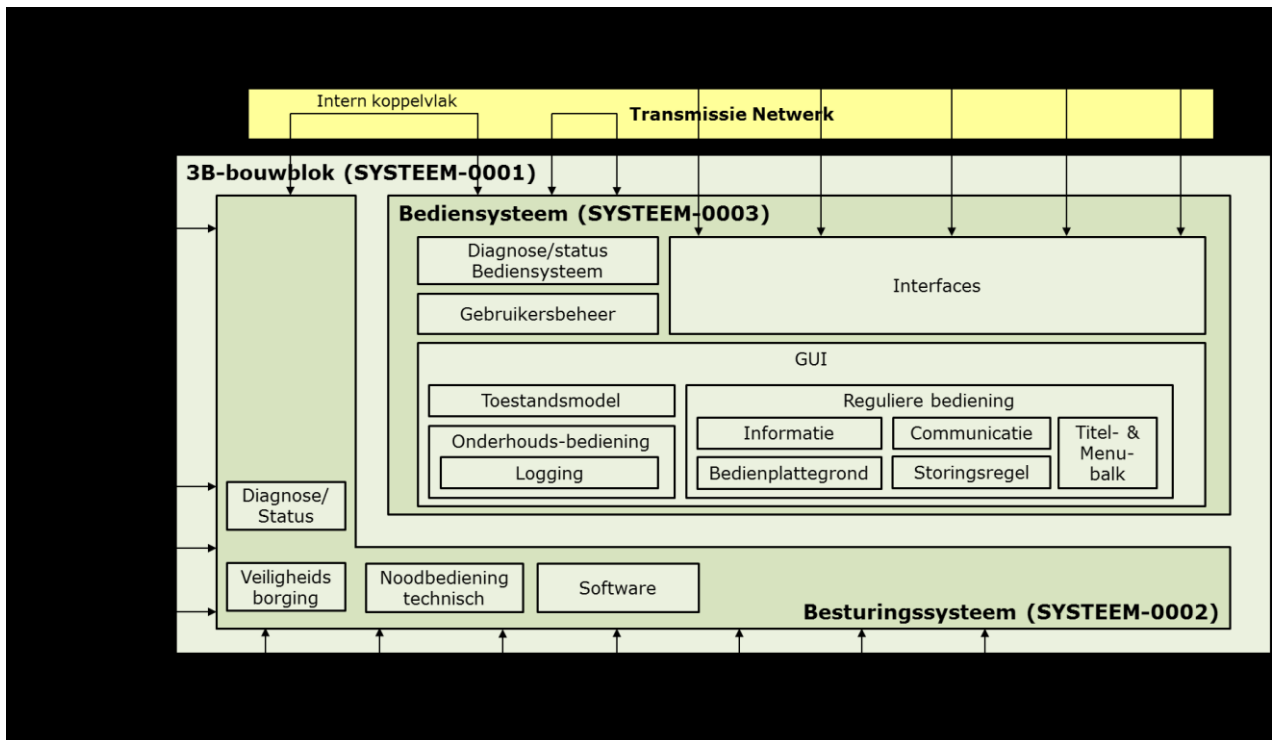 Intern koppelvlak
Transmissie Netwerk
3B-bouwblok (SYSTEEM-0001)
Bediensysteem (SYSTEEM-0003)
Diagnose/status
Bediensysteem
Interfaces
Gebruikersbeheer
GUI
Toestandsmodel
Reguliere bediening
Onderhouds-bediening
Logging
Informatie
Communicatie
Titel- &
Menu-
balk
Bedienplattegrond
Storingsregel
Diagnose/
Status
Veiligheids
borging
Noodbediening
technisch
Software
Besturingssysteem (SYSTEEM-0002)